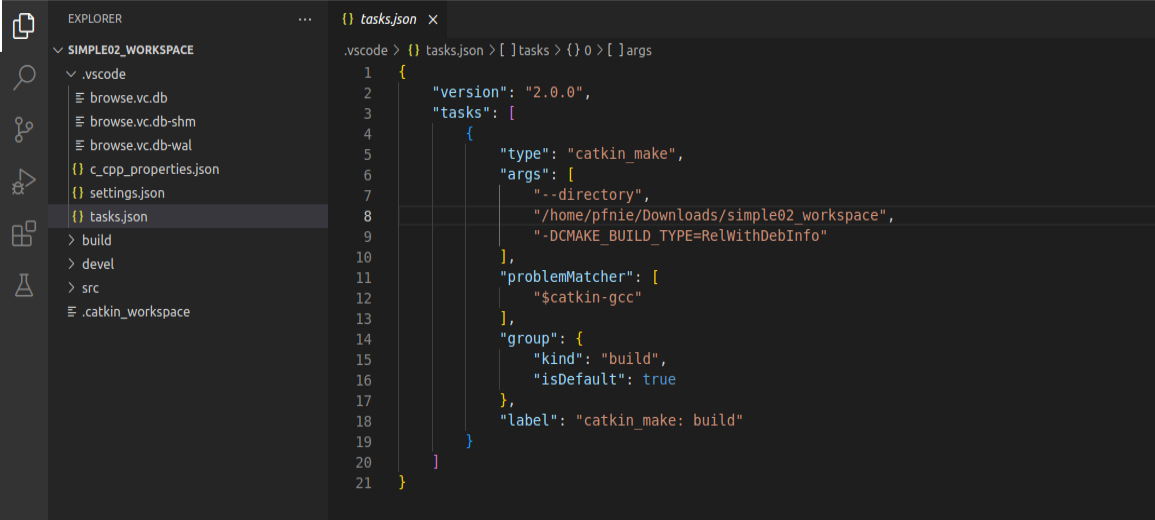 EXPLORER
SIMPLE02_WORKSPACE
.vscode
browse.vc.db
browse.vc.db-shm
browse.vc.db-wal
{} c_cpp_properties.json
{} settings.json
{} tasks.json
build
devel
src
.catkin_workspace
{} tasks.json ×
.vscode > {} tasks.json > [ ] tasks > {} 0 > [ ] args
1 {
2     "version": "2.0.0",
3     "tasks": [
4         {
5             "type": "catkin_make",
6             "args": [
7                 "--directory",
8                 "/home/pfnie/Downloads/simple02_workspace",
9                 "-DCMAKE_BUILD_TYPE=RelWithDebInfo"
10             ],
11             "problemMatcher": [
12                 "$catkin-gcc"
13             ],
14             "group": {
15                 "kind": "build",
16                 "isDefault": true
17             },
18             "label": "catkin_make: build"
19         }
20     ]
21 }